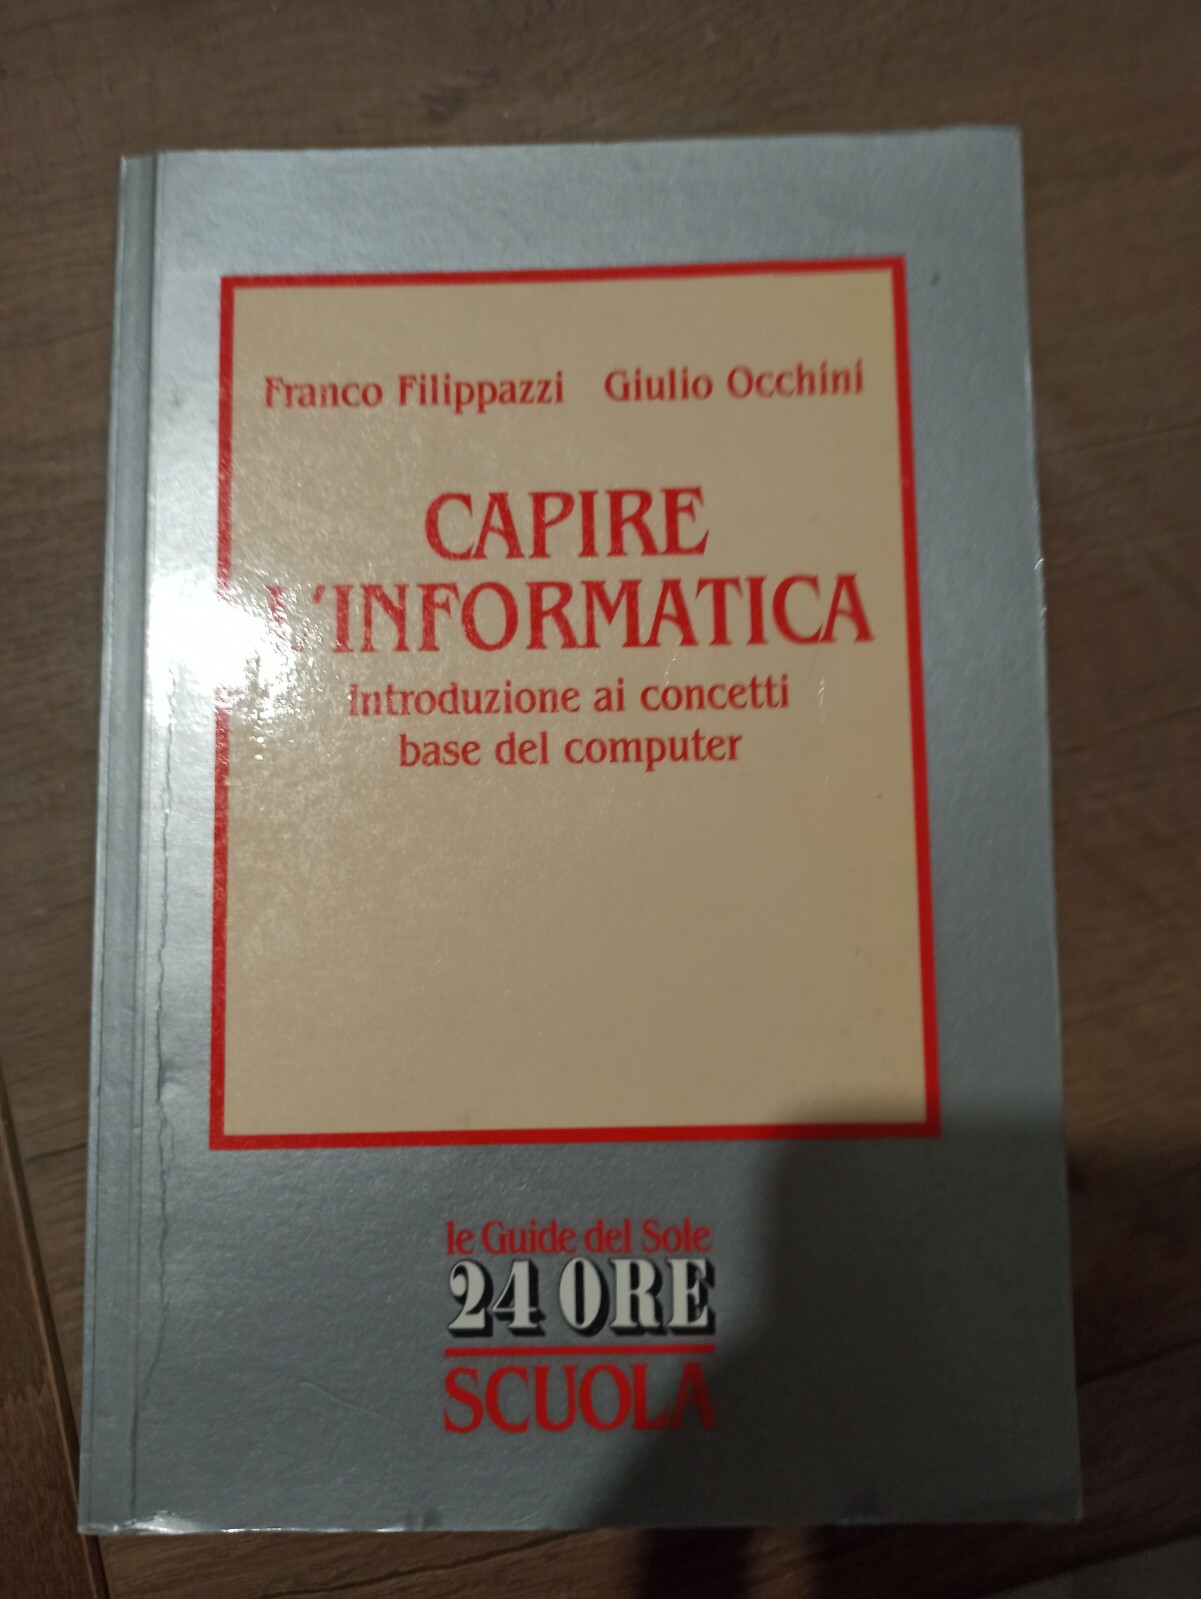 Franco Filippazzi Giulio Occhini
CAPIRE
L'INFORMATICA
Introduzione ai concetti
base del computer
le Guide del Sole
24 ORE
SCUOLA